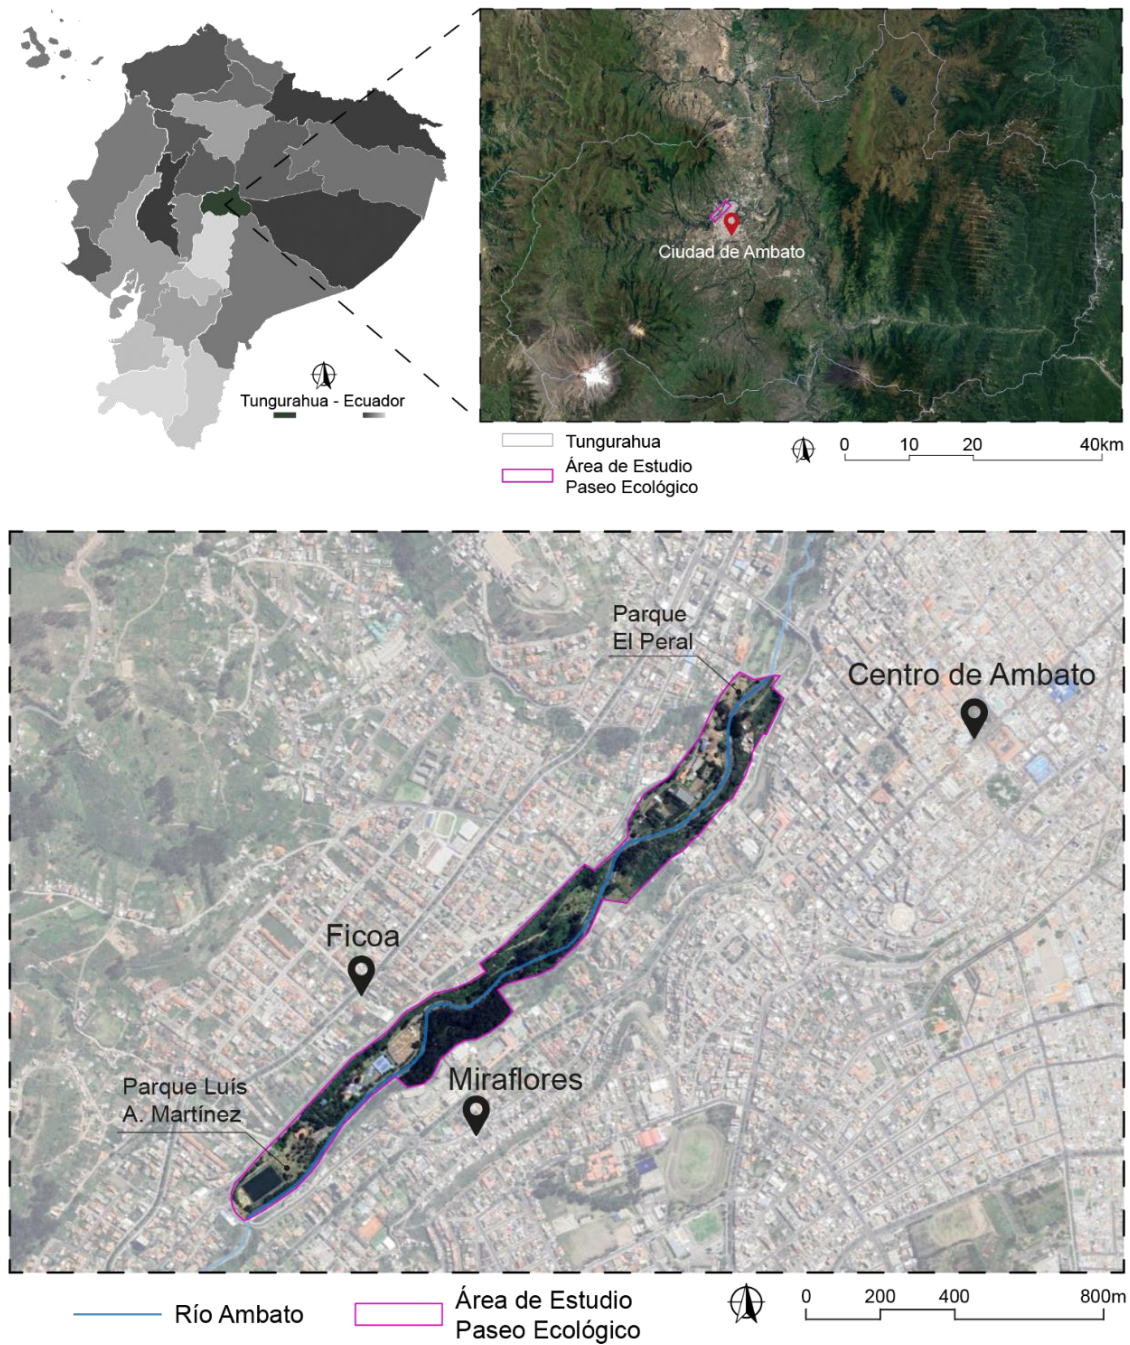 Tungurahua - Ecuador
Ciudad de Ambato
Tungurahua
Área de Estudio
Paseo Ecológico
0 10 20 40km
Parque
El Peral
Centro de Ambato
Ficoa
Miraflores
Parque Luís
A. Martínez
Río Ambato
Área de Estudio
Paseo Ecológico
0 200 400 800m